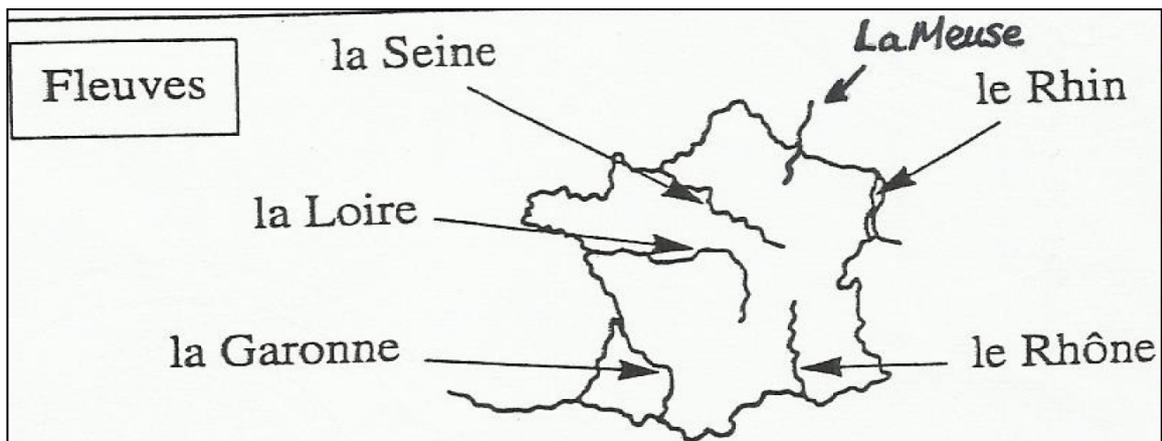 Fleuves
la Seine
La Meuse
le Rhin
la Loire
la Garonne
le Rhône